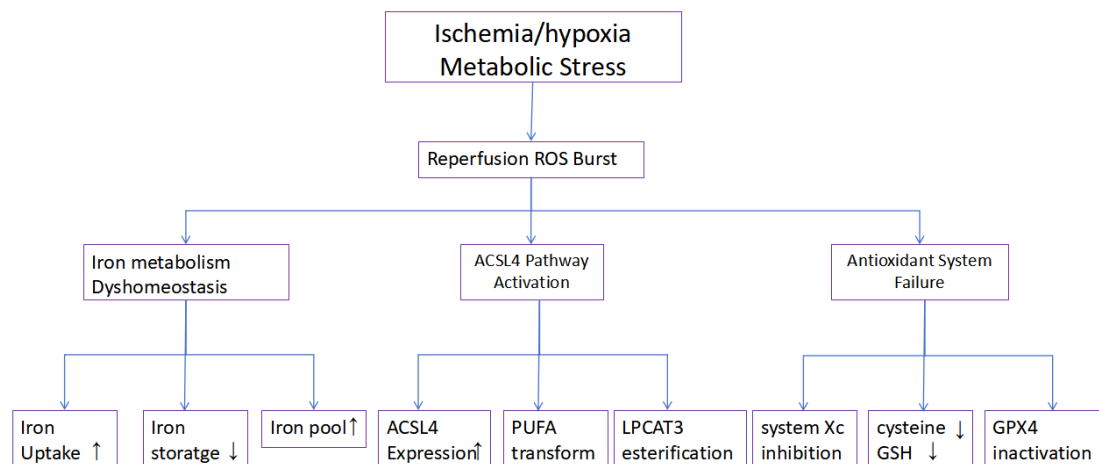 Ischemia/hypoxia
Metabolic Stress
Reperfusion ROS Burst
Iron metabolism
Dyshomeostasis
ACSL4 Pathway
Activation
Antioxidant System
Failure
Iron
Uptake ↑
Iron
stortage ↓
Iron pool↑
ACSL4
Expression↑
PUFA
transform
LPCAT3
esterification
system Xc
inhibition
cysteine ↓
GSH ↓
GPX4
inactivation